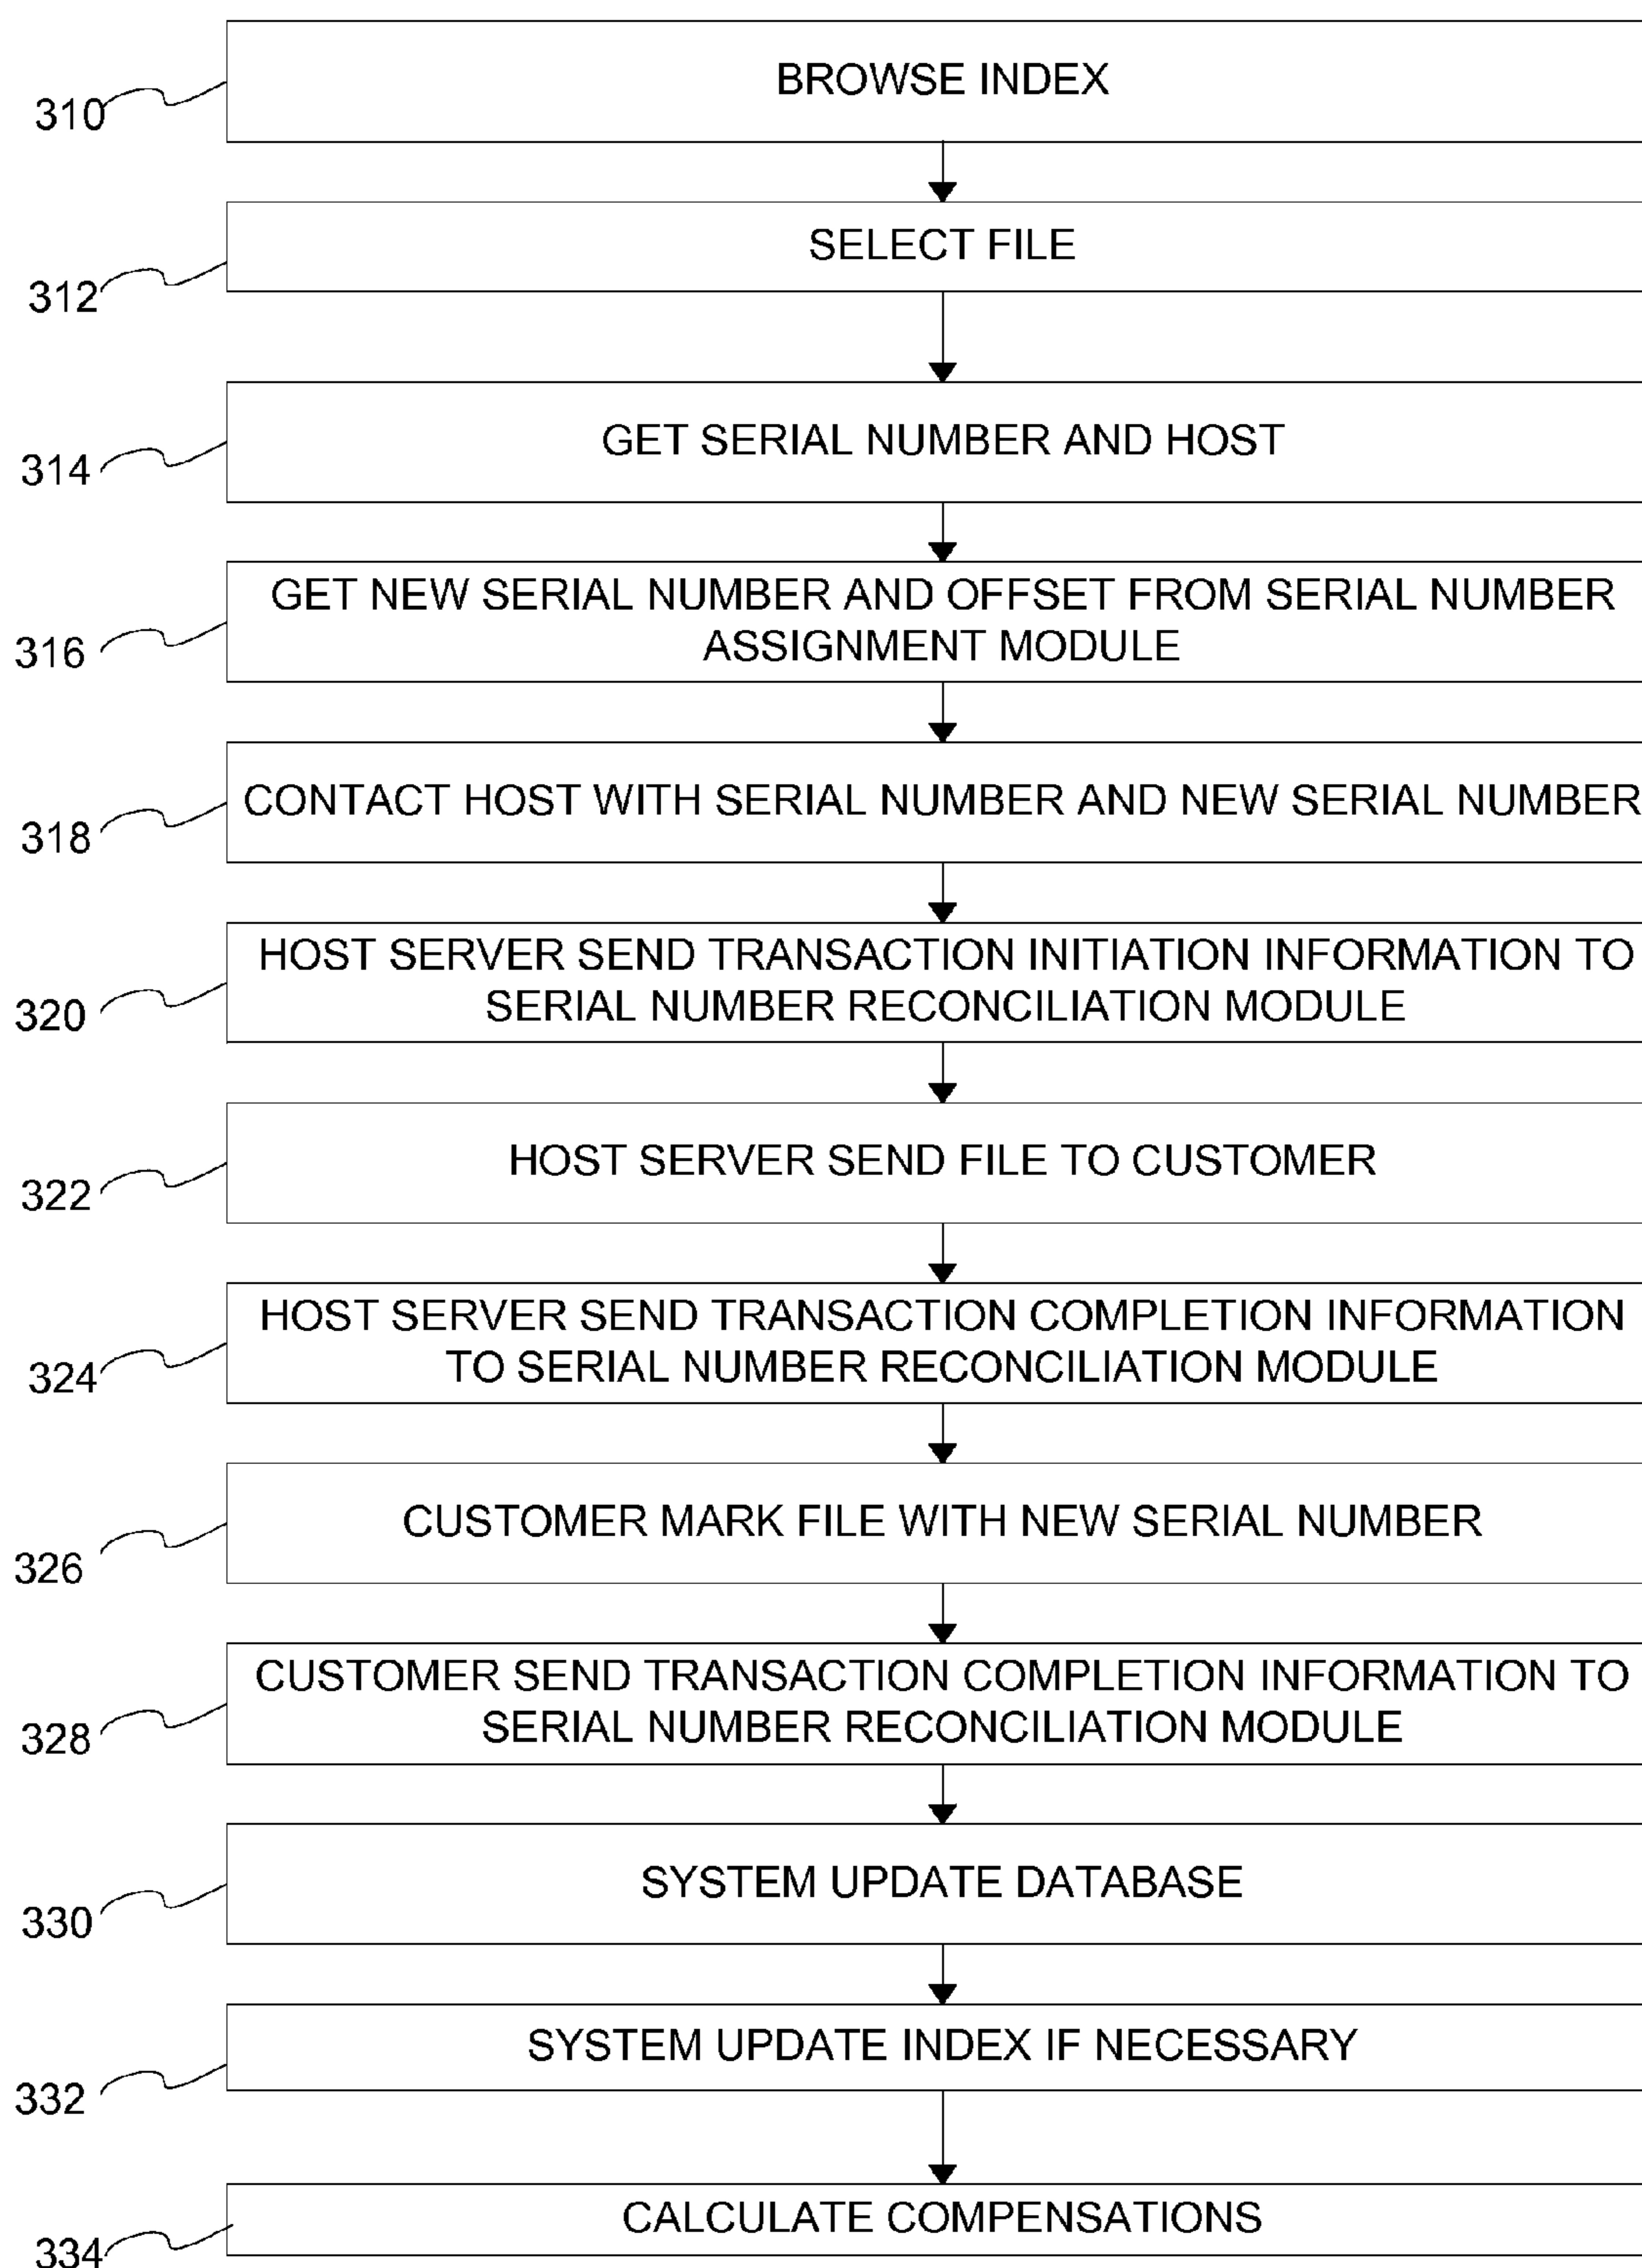 BROWSE INDEX
310
SELECT FILE
312
GET SERIAL NUMBER AND HOST
314
GET NEW SERIAL NUMBER AND OFFSET FROM SERIAL NUMBER
ASSIGNMENT MODULE
316
CONTACT HOST WITH SERIAL NUMBER AND NEW SERIAL NUMBER
318
HOST SERVER SEND TRANSACTION INITIATION INFORMATION TO
SERIAL NUMBER RECONCILIATION MODULE
320
HOST SERVER SEND FILE TO CUSTOMER
322
HOST SERVER SEND TRANSACTION COMPLETION INFORMATION
TO SERIAL NUMBER RECONCILIATION MODULE
324
CUSTOMER MARK FILE WITH NEW SERIAL NUMBER
326
CUSTOMER SEND TRANSACTION COMPLETION INFORMATION TO
SERIAL NUMBER RECONCILIATION MODULE
328
SYSTEM UPDATE DATABASE
330
SYSTEM UPDATE INDEX IF NECESSARY
332
CALCULATE COMPENSATIONS
334